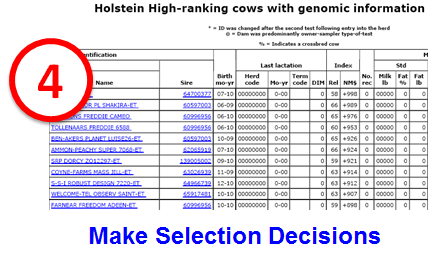 Holstein High-ranking cows with genomic information
* = ID was changed after the second test following entry into the herd
@ = Dam was predominantly owner-sampler type-of-test
% = Indicates a crossbred cow
4
entification Last lactation Index M
Std
Name Sire Birth mo-yr Herd code Mo-yr Term code DIM Rel NM$ No. rec Milk lb Fat % Fat lb
64700377 07-10 00000000 0-00 0 58 +998 0 00000 0 0
OR PL SHAKIRA-ET 60597003 06-09 00000000 0-00 0 66 +989 0 00000 0 0
ONS FREDDIE CAMEO 60996956 06-10 00000000 0-00 0 65 +976 0 00000 0 0
TOLLENAARS FREDDIE 6588 60996956 06-10 00000000 0-00 0 60 +953 0 00000 0 0
BEN-AKERS PLANET LUISE26-ET 60597003 10-09 00000000 0-00 0 65 +926 0 00000 0 0
AMMON-PEACHY SUPER 7068-ET 62065919 07-10 00000000 0-00 0 66 +924 0 00000 0 0
SRP DORCY ZO12297-ET 139005002 09-10 00000000 0-00 0 59 +921 0 00000 0 0
COYNE-FARMS MASS JILL-ET 63026939 11-09 00000000 0-00 0 63 +914 0 00000 0 0
S-S-I ROBUST DESIGN 7220-ET 64966739 12-10 00000000 0-00 0 63 +912 0 00000 0 0
WELCOME-TEL OBSERV SAINT-ET 65917481 10-10 00000000 0-00 0 63 +907 0 00000 0 0
FARNEAR FREEDOM ADEEN-ET 60996956 10-10 00000000 0-00 0 59 +898 0 00000 0 0
Make Selection Decisions